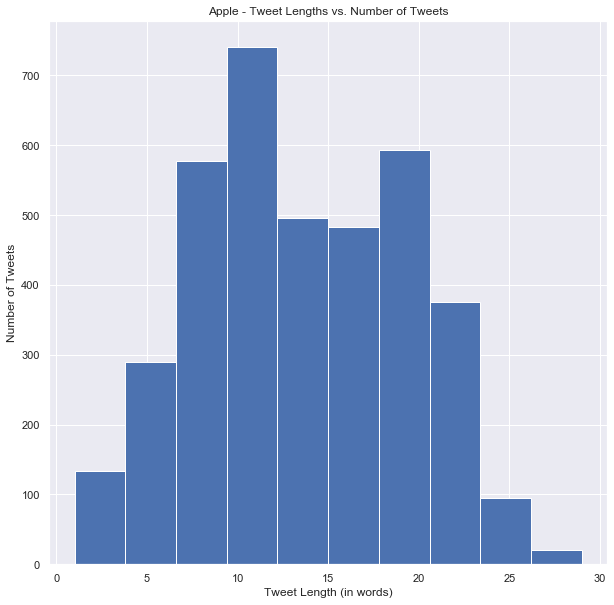 Apple - Tweet Lengths vs. Number of Tweets
Number of Tweets
700
600
500
400
300
200
100
0
0 5 10 15 20 25 30
Tweet Length (in words)